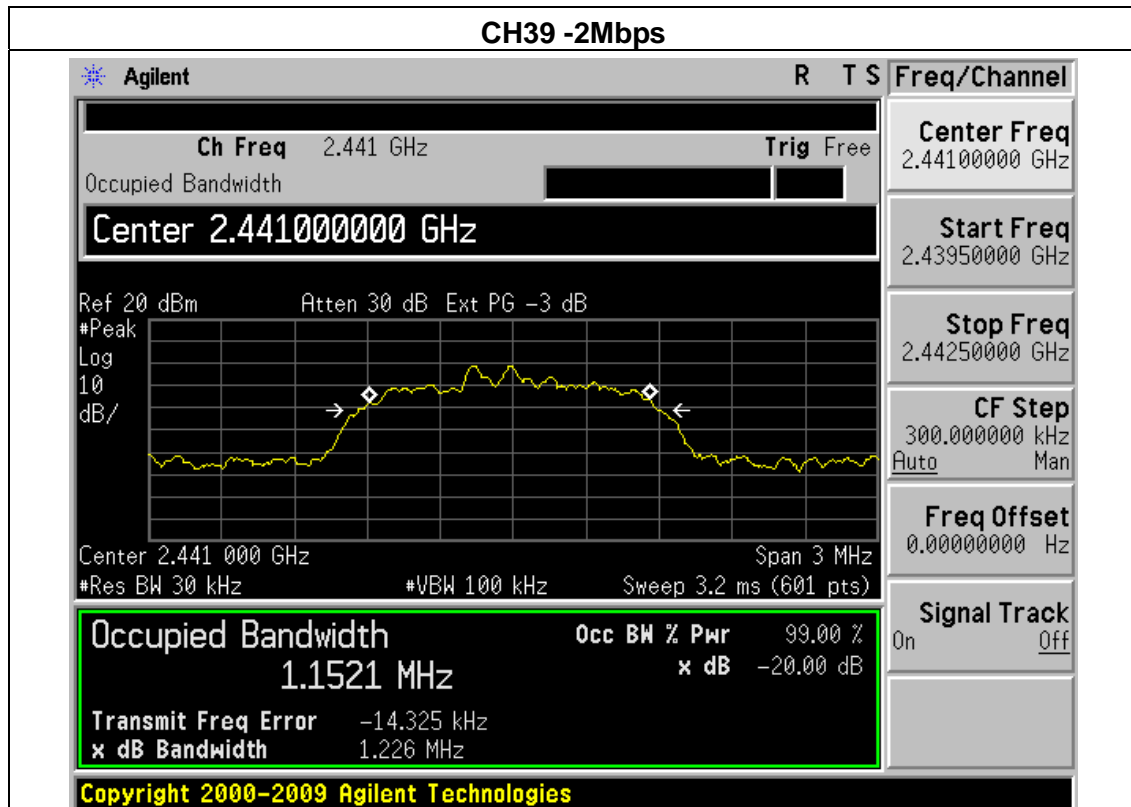 CH39 -2Mbps
Agilent R T S Freq/Channel
Ch Freq 2.441 GHz Trig Free
Occupied Bandwidth
Center 2.441000000 GHz
Ref 20 dBm Atten 30 dB Ext PG -3 dB
#Peak
Log
10
dB/
Center 2.441 000 GHz Span 3 MHz
#Res BW 30 kHz #VBW 100 kHz Sweep 3.2 ms (601 pts)
Occupied Bandwidth Occ BW % Pwr 99.00 %
1.1521 MHz x dB -20.00 dB
Transmit Freq Error -14.325 kHz
x dB Bandwidth 1.226 MHz
Copyright 2000-2009 Agilent Technologies
Center Freq
2.44100000 GHz
Start Freq
2.43950000 GHz
Stop Freq
2.44250000 GHz
CF Step
300.000000 kHz
Auto Man
Freq Offset
0.00000000 Hz
Signal Track
On Off